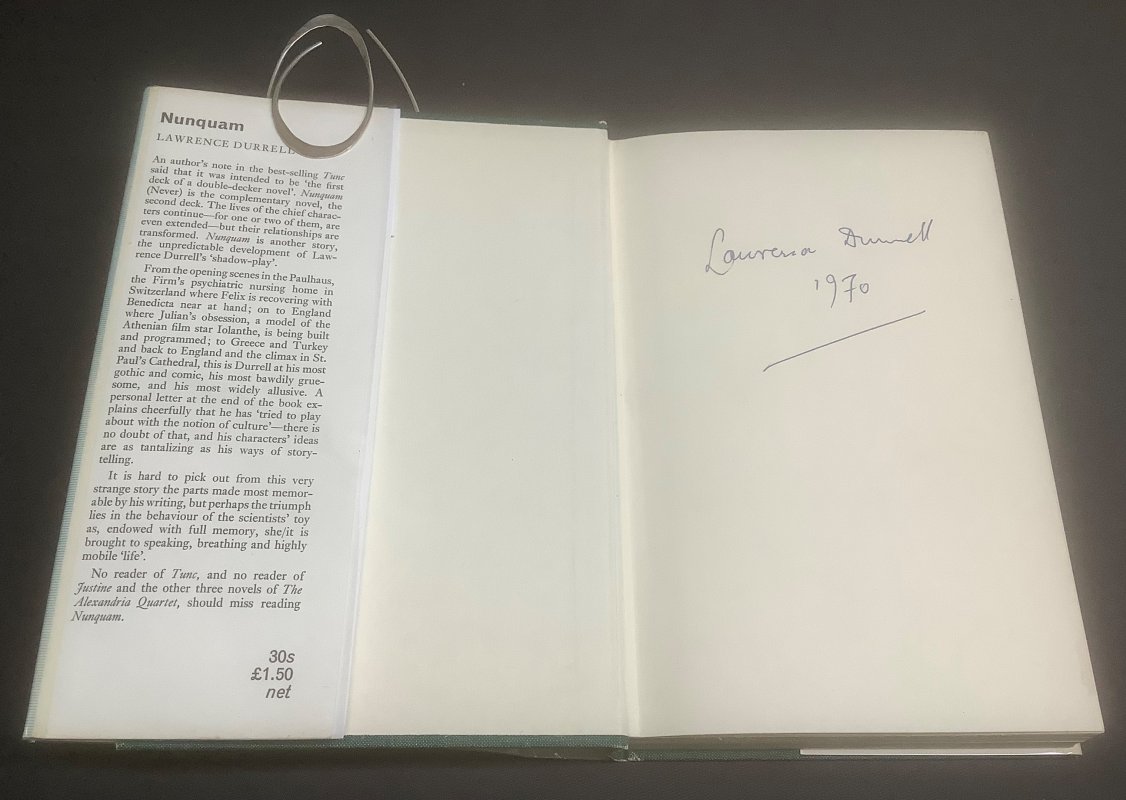 Nunquam
LAWRENCE DURRELL
An author's note in the best-selling Tunc
said that it was intended to be 'the first
deck of a double-decker novel'. Nunquam
(Never) is the complementary novel, the
second deck. The lives of the chief charac-
ters continue—for one or two of them, are
even extended—but their relationships are
transformed. Nunquam is another story,
the unpredictable development of Law-
rence Durrell's 'shadow-play'.
From the opening scenes in the Paulhaus,
the Firm's psychiatric nursing home in
Switzerland where Felix is recovering with
Benedicta near at hand; on to England
where Julian's obsession, a model of the
Athenian film star Iolanthe, is being built
and programmed; to Greece and Turkey
and back to England and the climax in St.
Paul's Cathedral, this is Durrell at his most
gothic and comic, his most bawdily grue-
some, and his most widely allusive. A
personal letter at the end of the book ex-
plains cheerfully that he has 'tried to play
about with the notion of culture'—there is
no doubt of that, and his characters' ideas
are as tantalizing as his ways of story-
telling.
It is hard to pick out from this very
strange story the parts made most memor-
able by his writing, but perhaps the triumph
lies in the behaviour of the scientists' toy
as, endowed with full memory, she/it is
brought to speaking, breathing and highly
mobile 'life'.
No reader of Tunc, and no reader of
Justine and the other three novels of The
Alexandria Quartet, should miss reading
Nunquam.
30s
£1.50
net
Lawrence Durrell
1970